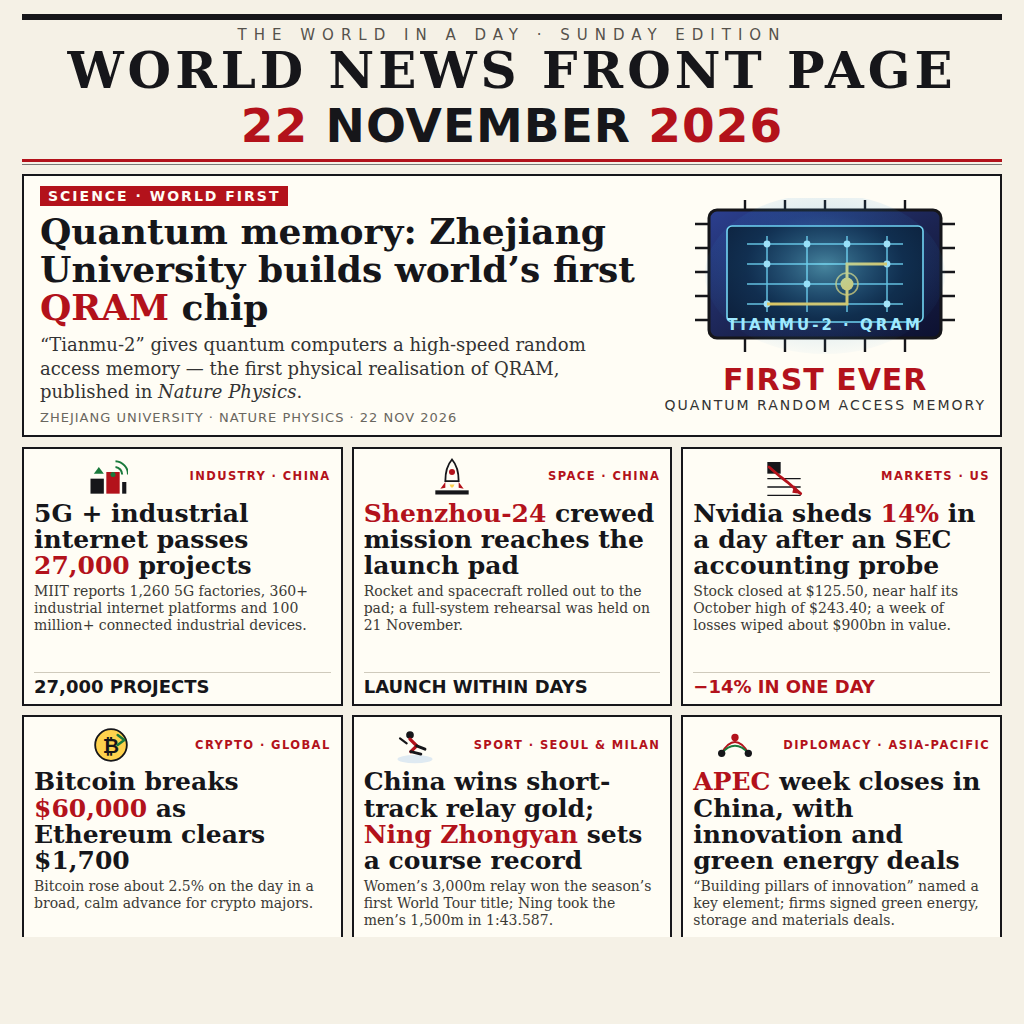 THE WORLD IN A DAY · SUNDAY EDITION
WORLD NEWS FRONT PAGE
22 NOVEMBER 2026
SCIENCE · WORLD FIRST
Quantum memory: Zhejiang
University builds world’s first
QRAM chip
“Tianmu-2” gives quantum computers a high-speed random
access memory — the first physical realisation of QRAM,
published in Nature Physics.
ZHEJIANG UNIVERSITY · NATURE PHYSICS · 22 NOV 2026
TIANMU-2 · QRAM
FIRST EVER
QUANTUM RANDOM ACCESS MEMORY
INDUSTRY · CHINA
5G + industrial
internet passes
27,000 projects
MIIT reports 1,260 5G factories, 360+
industrial internet platforms and 100
million+ connected industrial devices.
27,000 PROJECTS
SPACE · CHINA
Shenzhou-24 crewed
mission reaches the
launch pad
Rocket and spacecraft rolled out to the
pad; a full-system rehearsal was held on
21 November.
LAUNCH WITHIN DAYS
MARKETS · US
Nvidia sheds 14% in
a day after an SEC
accounting probe
Stock closed at $125.50, near half its
October high of $243.40; a week of
losses wiped about $900bn in value.
−14% IN ONE DAY
₿
CRYPTO · GLOBAL
Bitcoin breaks
$60,000 as
Ethereum clears
$1,700
Bitcoin rose about 2.5% on the day in a
broad, calm advance for crypto majors.
SPORT · SEOUL & MILAN
China wins short-
track relay gold;
Ning Zhongyan sets
a course record
Women’s 3,000m relay won the season’s
first World Tour title; Ning took the
men’s 1,500m in 1:43.587.
DIPLOMACY · ASIA-PACIFIC
APEC week closes in
China, with
innovation and
green energy deals
“Building pillars of innovation” named a
key element; firms signed green energy,
storage and materials deals.